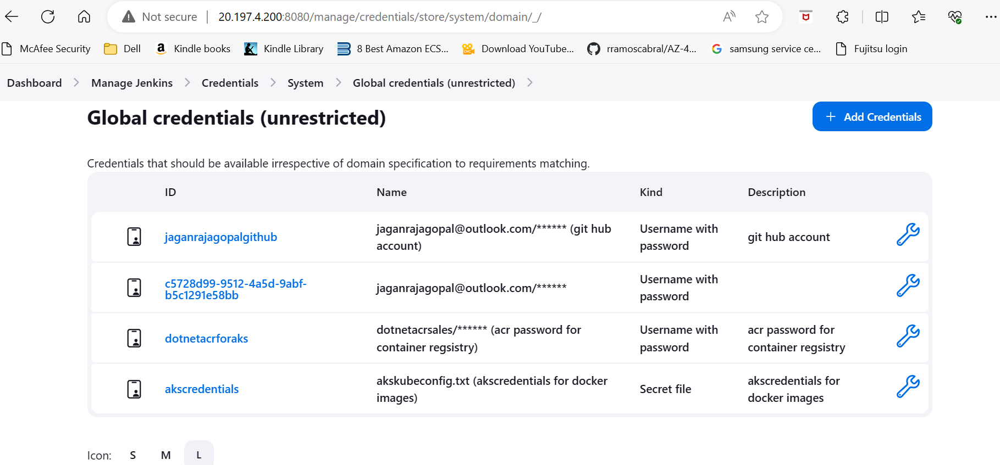 Not secure | 20.197.4.200:8080/manage/credentials/store/system/domain/_/
McAfee Security Dell Kindle books Kindle Library 8 Best Amazon ECS... Download YouTube... rramoscabral/AZ-4... samsung service ce... Fujitsu login
Dashboard > Manage Jenkins > Credentials > System > Global credentials (unrestricted) >
Global credentials (unrestricted)
+ Add Credentials
Credentials that should be available irrespective of domain specification to requirements matching.
ID Name Kind Description
jaganrajagopalgithub
jaganrajagopal@outlook.com/****** (git hub
account)
Username with
password
git hub account
c5728d99-9512-4a5d-9abf-
b5c1291e58bb
jaganrajagopal@outlook.com/******
Username with
password
dotnetacrforaks
dotnetacrsales/****** (acr password for
container regsistry)
Username with
password
acr password for
container regsistry
akscredentials
akskubeconfig.txt (akscredentials for docker
images)
Secret file
akscredentials for
docker images
Icon: S M L